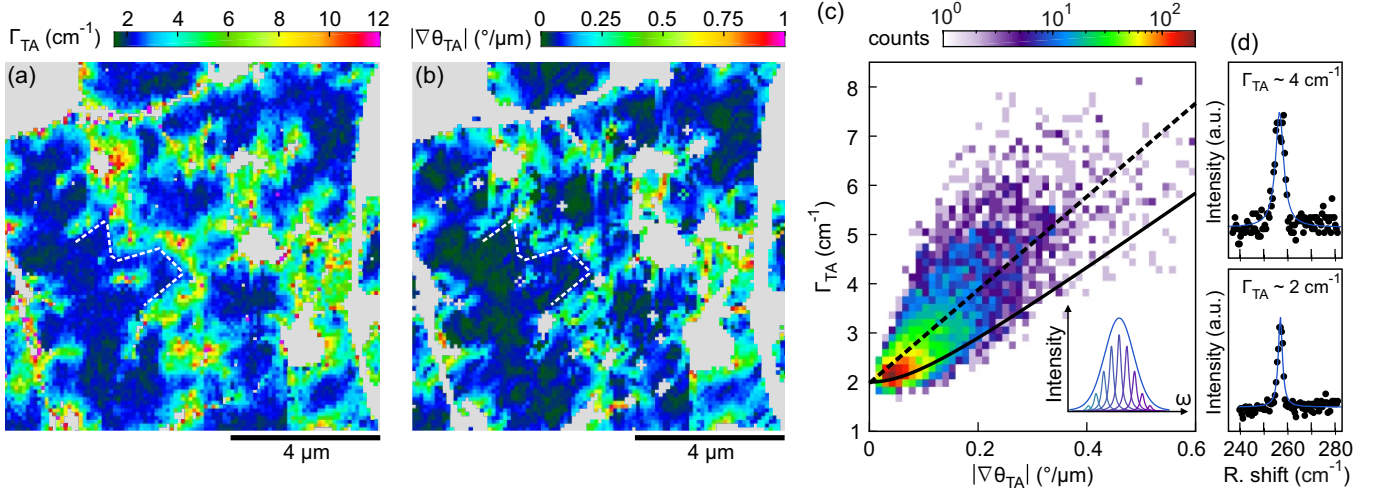 Γ_TA (cm⁻¹) 2 4 6 8 10 12
|∇θ_TA| (°/μm) 0 0.25 0.5 0.75 1
(a)
4 μm
(b)
4 μm
(c)
counts 10⁰ 10¹ 10²
Γ_TA (cm⁻¹)
8
7
6
5
4
3
2
1
0 0.2 0.4 0.6
|∇θ_TA| (°/μm)
Intensity
ω
(d)
Γ_TA ~ 4 cm⁻¹
Intensity (a.u.)
Γ_TA ~ 2 cm⁻¹
Intensity (a.u.)
240 260 280
R. shift (cm⁻¹)